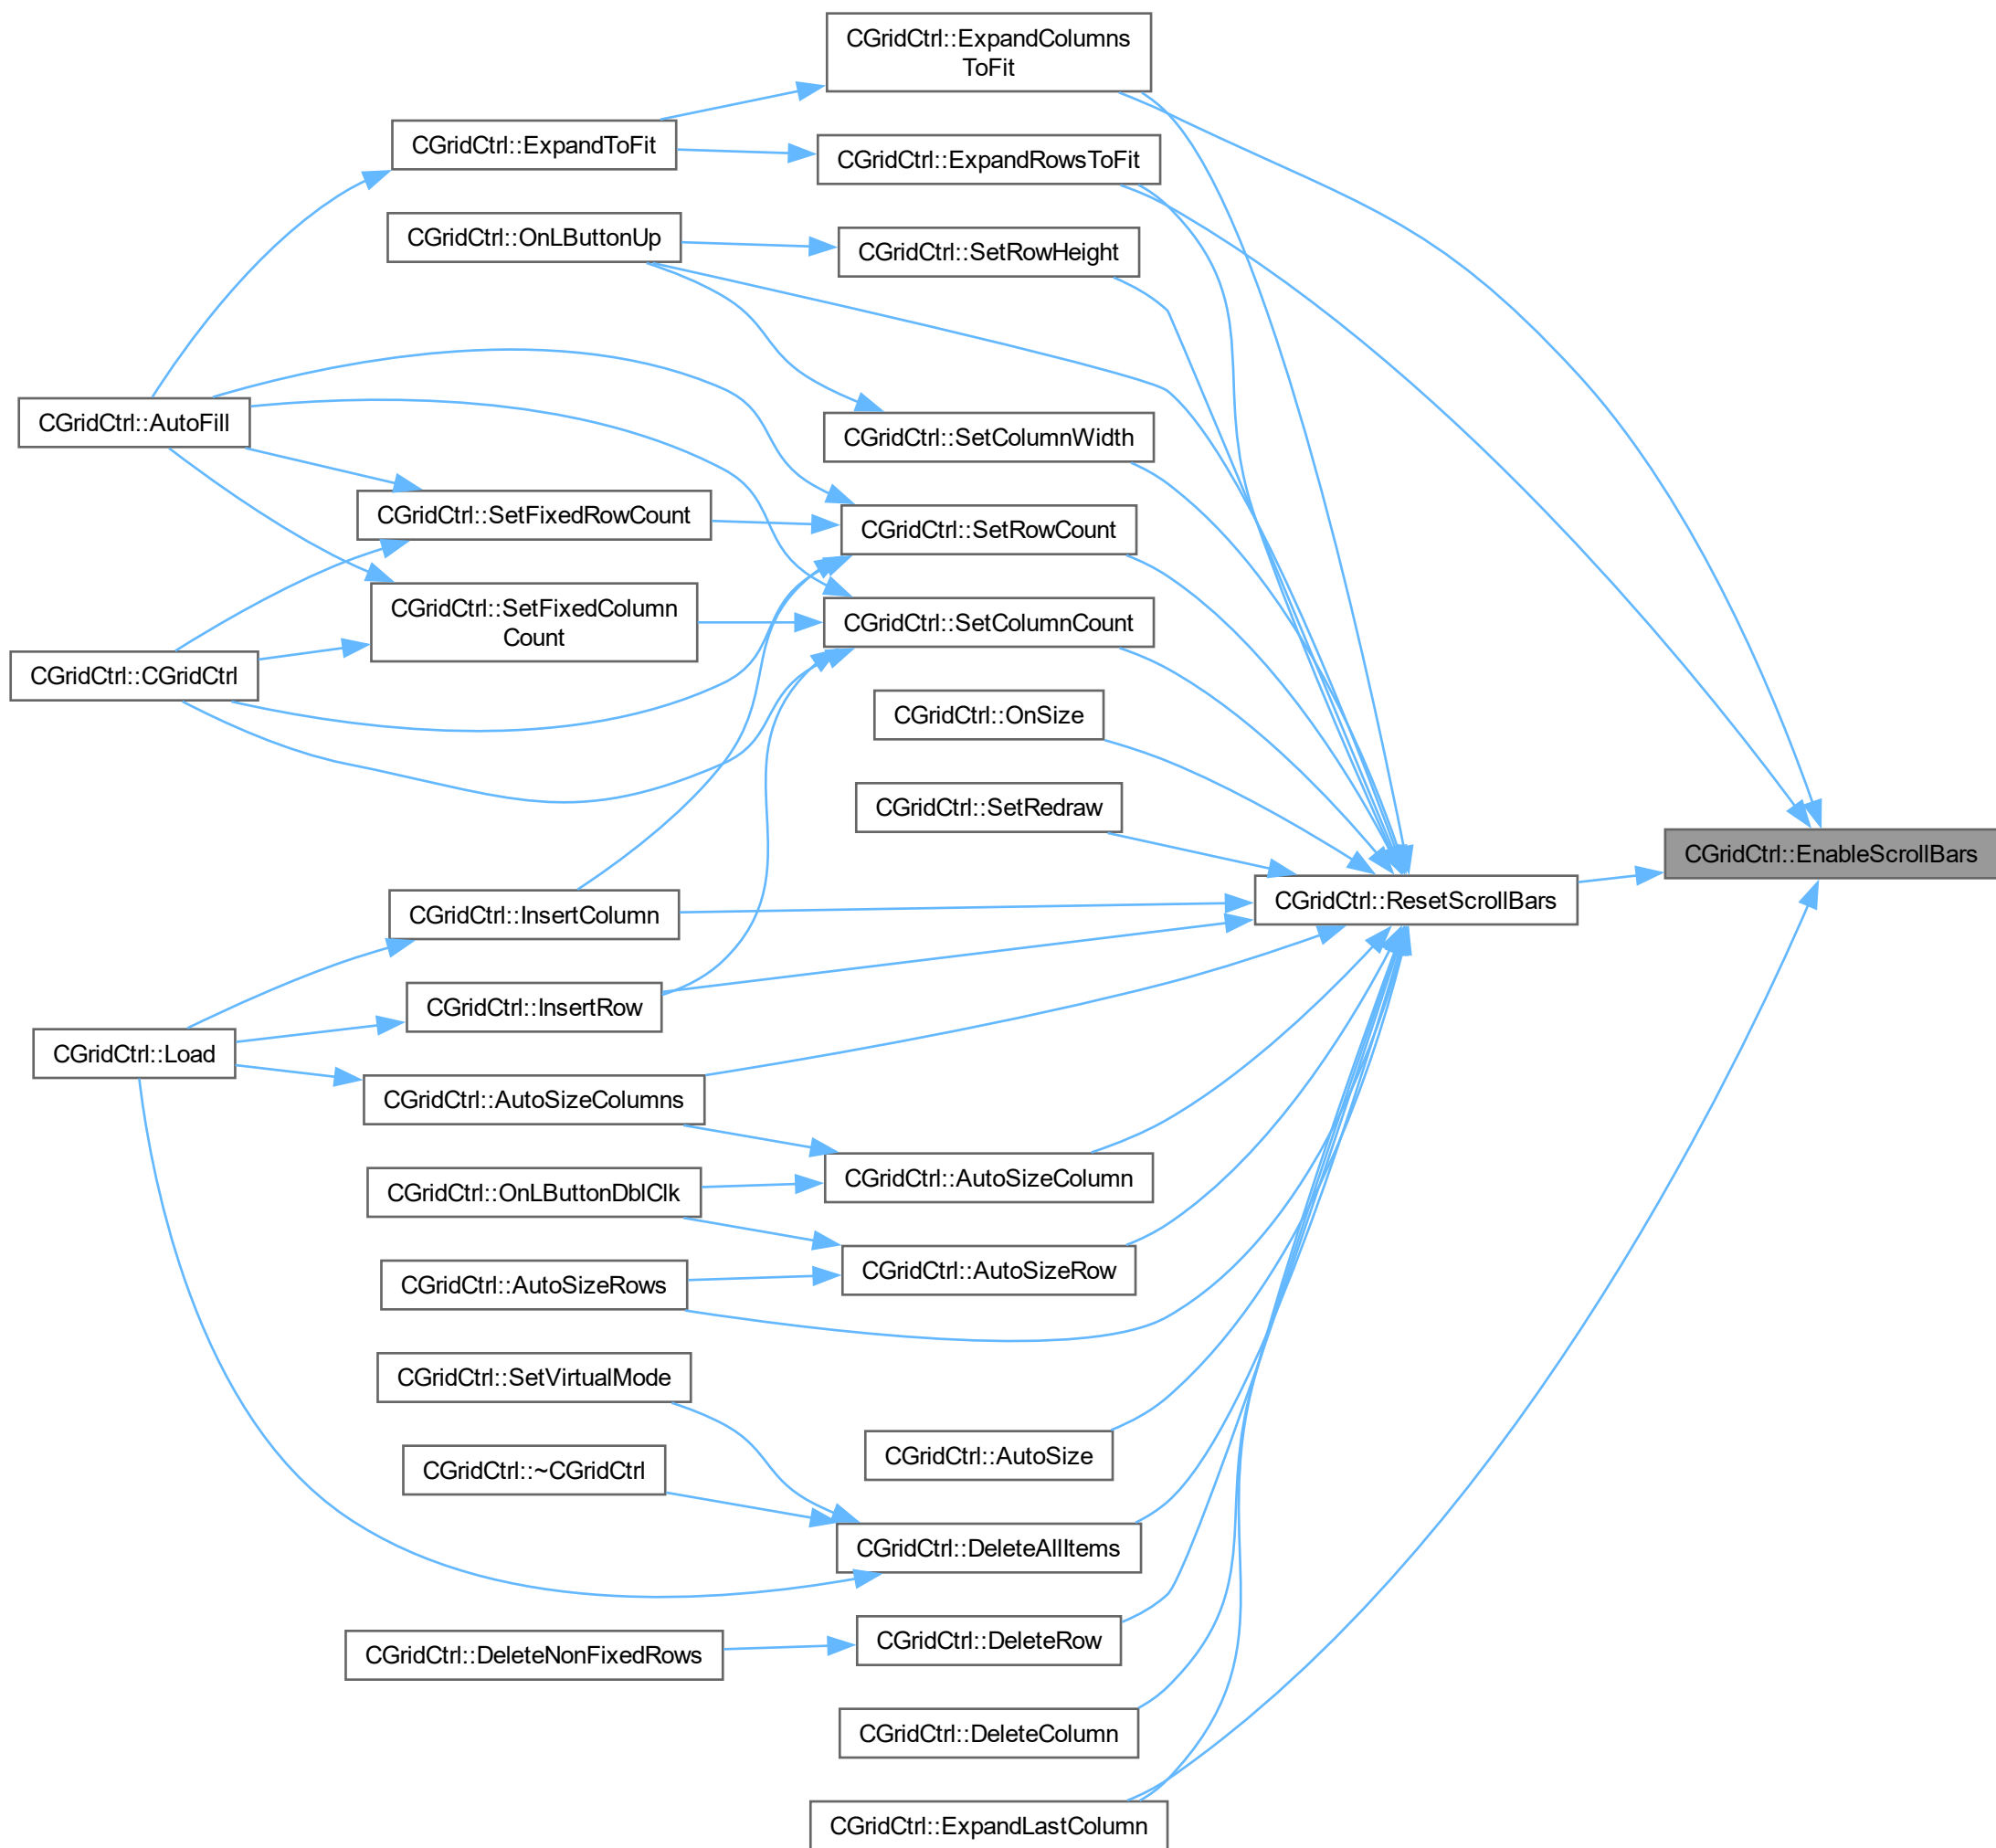 CGridCtrl::ExpandColumns
ToFit
CGridCtrl::ExpandToFit
CGridCtrl::ExpandRowsToFit
CGridCtrl::OnLButtonUp
CGridCtrl::SetRowHeight
CGridCtrl::AutoFill
CGridCtrl::SetColumnWidth
CGridCtrl::SetFixedRowCount
CGridCtrl::SetRowCount
CGridCtrl::SetFixedColumn
Count
CGridCtrl::SetColumnCount
CGridCtrl::CGridCtrl
CGridCtrl::OnSize
CGridCtrl::SetRedraw
CGridCtrl::EnableScrollBars
CGridCtrl::ResetScrollBars
CGridCtrl::InsertColumn
CGridCtrl::InsertRow
CGridCtrl::Load
CGridCtrl::AutoSizeColumns
CGridCtrl::AutoSizeColumn
CGridCtrl::OnLButtonDblClk
CGridCtrl::AutoSizeRow
CGridCtrl::AutoSizeRows
CGridCtrl::SetVirtualMode
CGridCtrl::AutoSize
CGridCtrl::~CGridCtrl
CGridCtrl::DeleteAllItems
CGridCtrl::DeleteRow
CGridCtrl::DeleteNonFixedRows
CGridCtrl::DeleteColumn
CGridCtrl::ExpandLastColumn